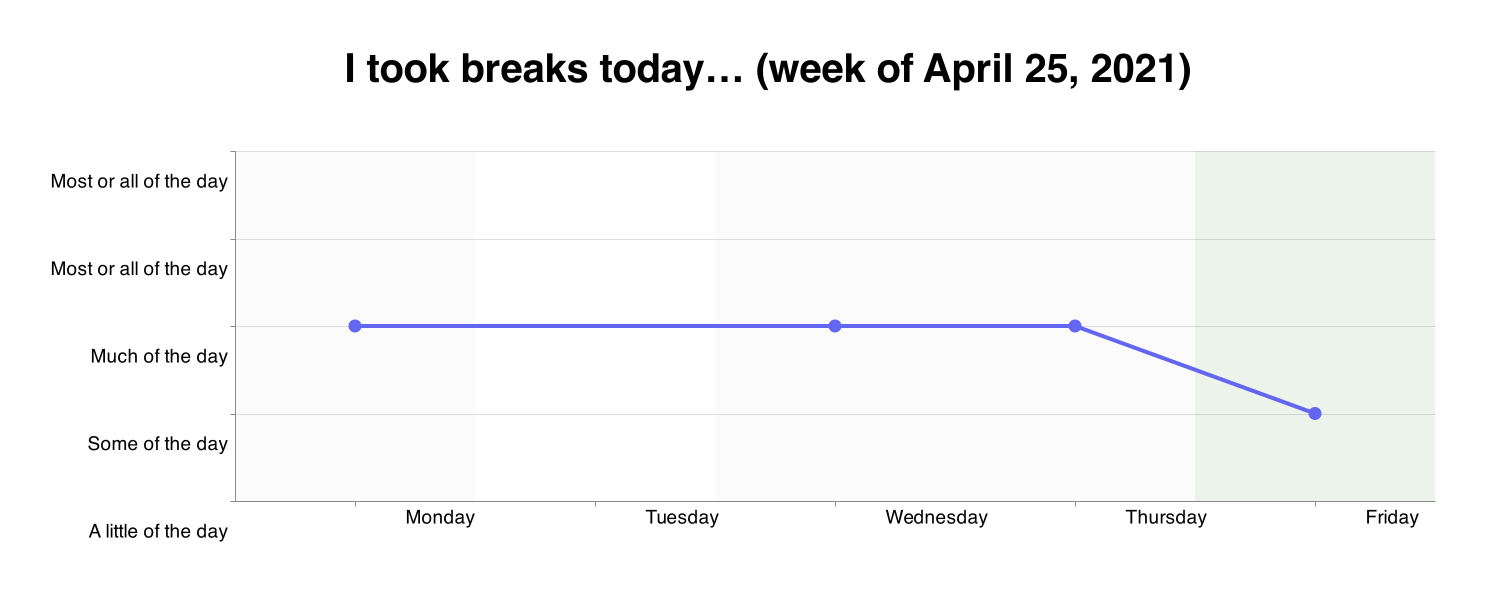 I took breaks today… (week of April 25, 2021)
Most or all of the day
Most or all of the day
Much of the day
Some of the day
A little of the day
Monday
Tuesday
Wednesday
Thursday
Friday